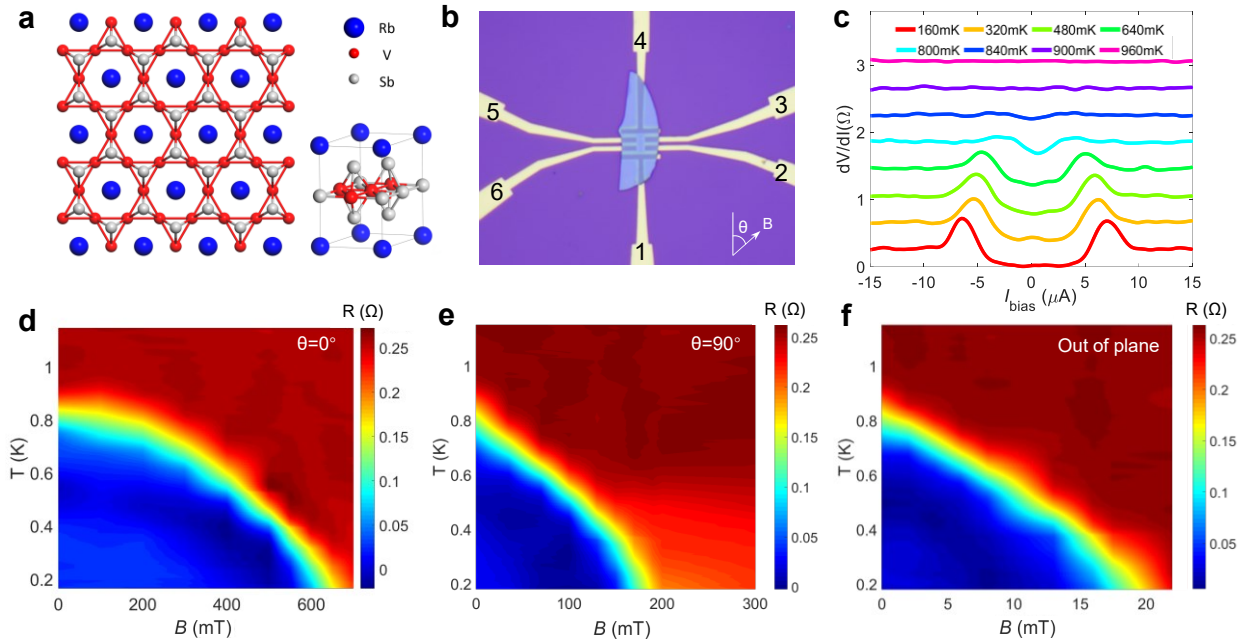 a
Rb
V
Sb
b
4
5
3
6
2
1
θ
B
c
160mK 320mK 480mK 640mK
800mK 840mK 900mK 960mK
dV/dI(Ω)
3
2
1
0
-15 -10 -5 0 5 10 15
I_bias (μA)
d
R (Ω)
θ=0°
T (K)
1
0.8
0.6
0.4
0.2
0 200 400 600
B (mT)
0.25
0.2
0.15
0.1
0.05
0
e
R (Ω)
θ=90°
T (K)
1
0.8
0.6
0.4
0.2
0 100 200 300
B (mT)
0.25
0.2
0.15
0.1
0.05
0
f
R (Ω)
Out of plane
T (K)
1
0.8
0.6
0.4
0.2
0 5 10 15 20
B (mT)
0.25
0.2
0.15
0.1
0.05